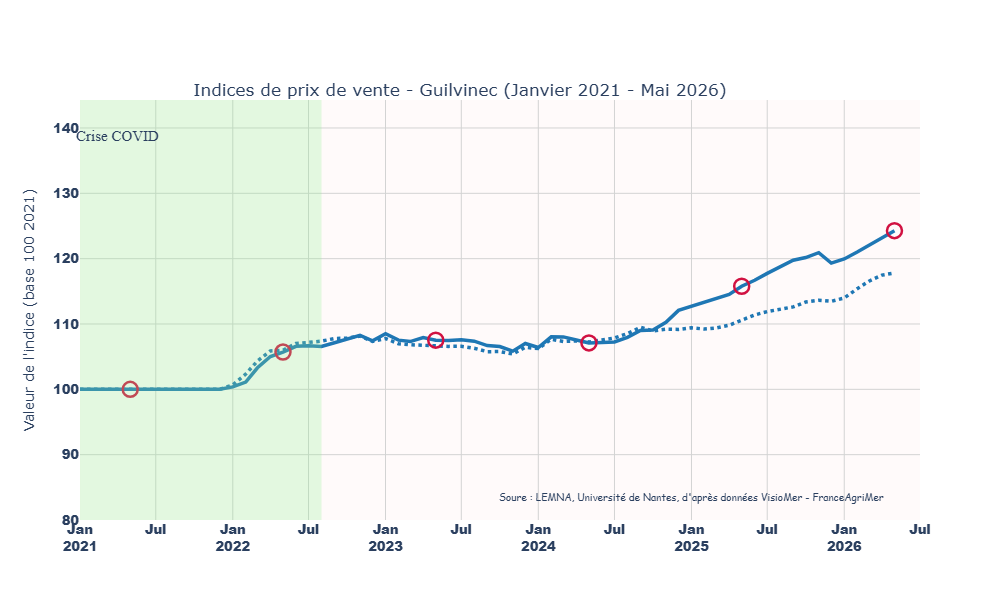 Indices de prix de vente - Guilvinec (Janvier 2021 - Mai 2026)
Valeur de l'indice (base 100 2021)
140
Crise COVID
130
120
110
100
90
80
Soure : LEMNA, Université de Nantes, d'après données VisioMer - FranceAgriMer
Jan Jul Jan Jul Jan Jul Jan Jul Jan Jul Jan Jul
2021 2022 2023 2024 2025 2026